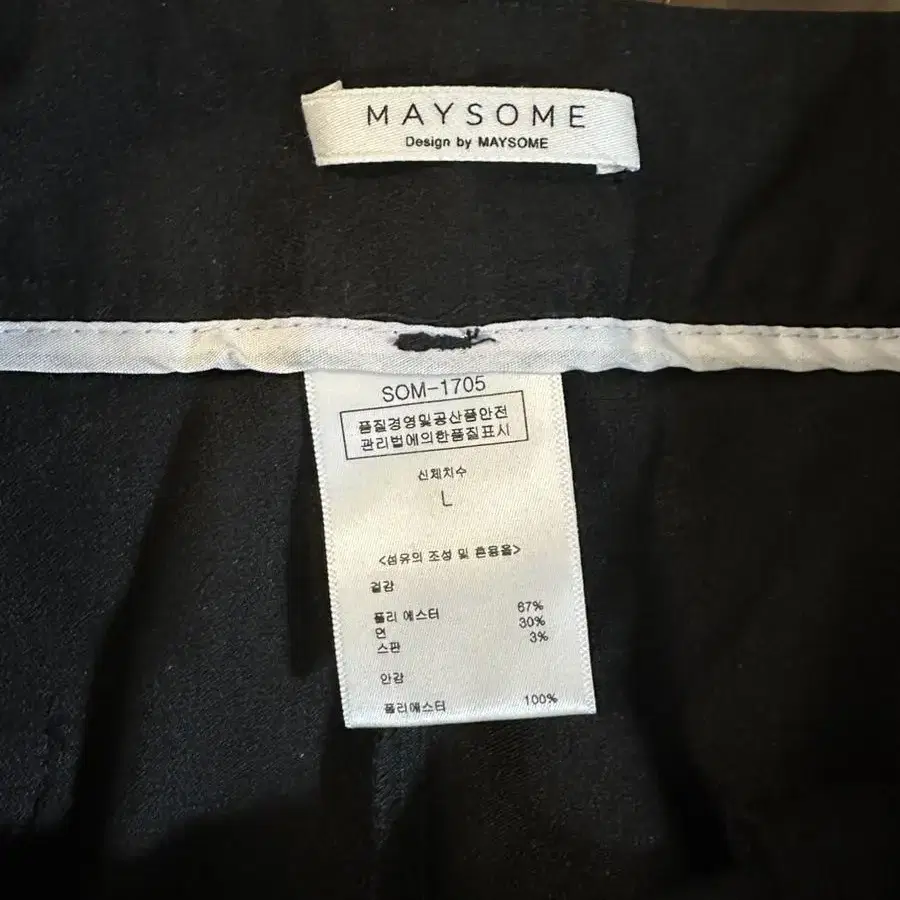 MAYSOME
Design by MAYSOME
SOM-1705
품질경영및공산품안전
관리법에의한품질표시
신체치수
L
<섬유의 조성 및 혼용율>
겉감
폴리 에스터 67%
면 30%
스판 3%
안감
폴리에스터 100%